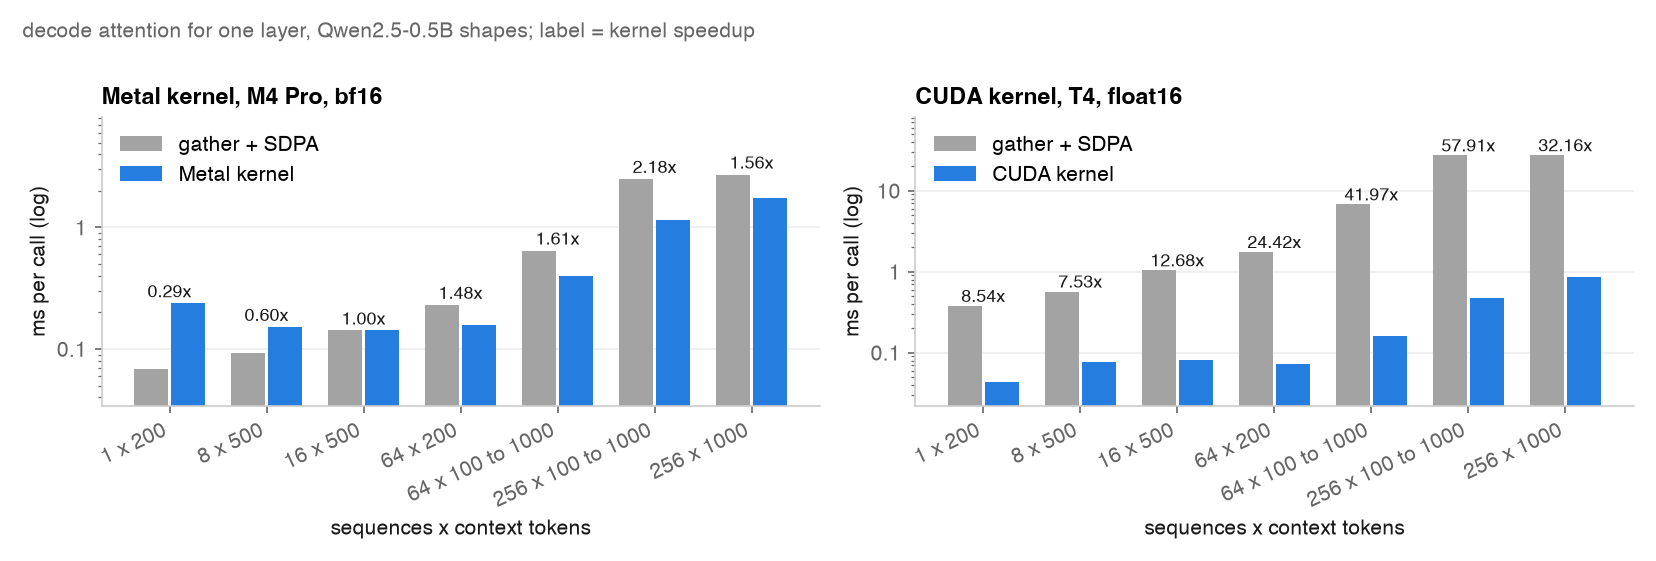 decode attention for one layer, Qwen2.5-0.5B shapes; label = kernel speedup
Metal kernel, M4 Pro, bf16
gather + SDPA
Metal kernel
ms per call (log)
1
0.1
0.29x
0.60x
1.00x
1.48x
1.61x
2.18x
1.56x
1 x 200
8 x 500
16 x 500
64 x 200
64 x 100 to 1000
256 x 100 to 1000
256 x 1000
sequences x context tokens
CUDA kernel, T4, float16
gather + SDPA
CUDA kernel
ms per call (log)
10
1
0.1
8.54x
7.53x
12.68x
24.42x
41.97x
57.91x
32.16x
1 x 200
8 x 500
16 x 500
64 x 200
64 x 100 to 1000
256 x 100 to 1000
256 x 1000
sequences x context tokens